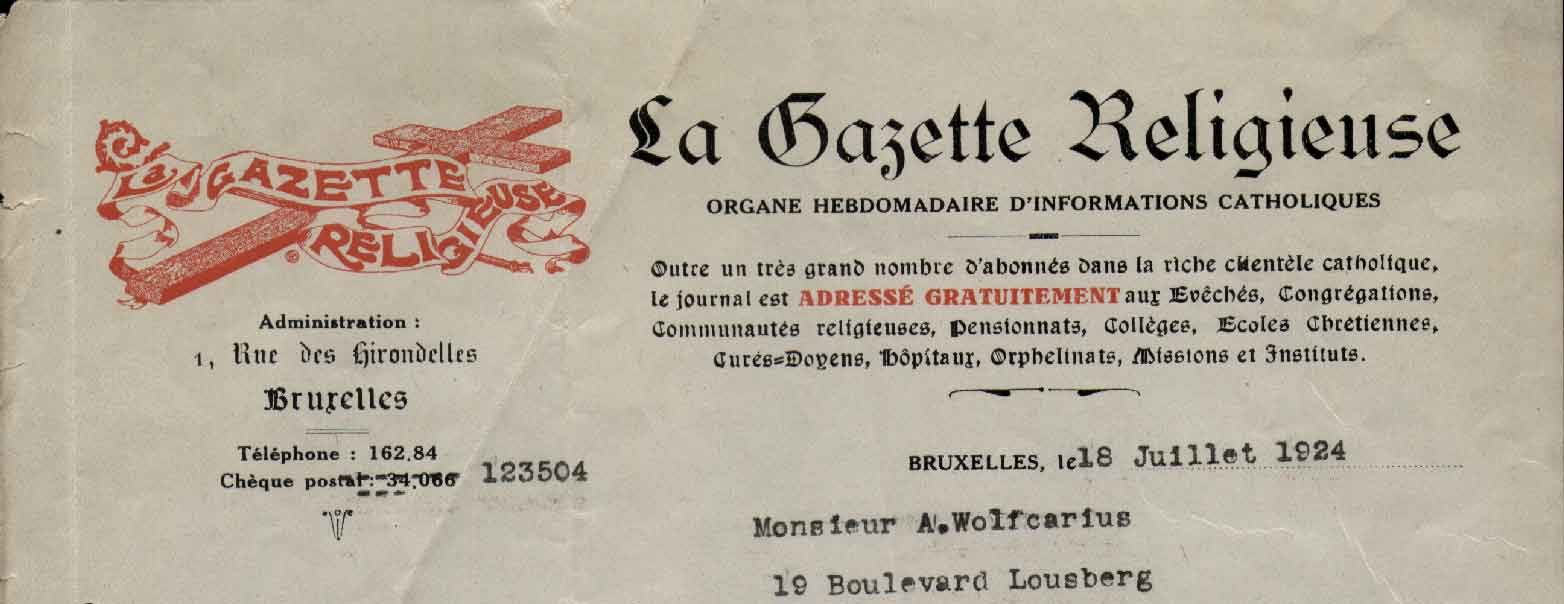 La GAZETTE
RELIGIEUSE
Administration :
1, Rue des Hirondelles
Bruxelles
Téléphone : 162,84
Chèque postal : 34,066 123504
La Gazette Religieuse
ORGANE HEBDOMADAIRE D'INFORMATIONS CATHOLIQUES
Outre un très grand nombre d'abonnés dans la riche clientèle catholique,
le journal est ADRESSÉ GRATUITEMENT aux Evêchés, Congrégations,
Communautés religieuses, Pensionnats, Collèges, Ecoles Chrétiennes,
Curés=Doyens, Hôpitaux, Orphelinats, Missions et Instituts.
BRUXELLES, le 18 Juillet 1924
Monsieur A.Wolfcarius
19 Boulevard Lousberg